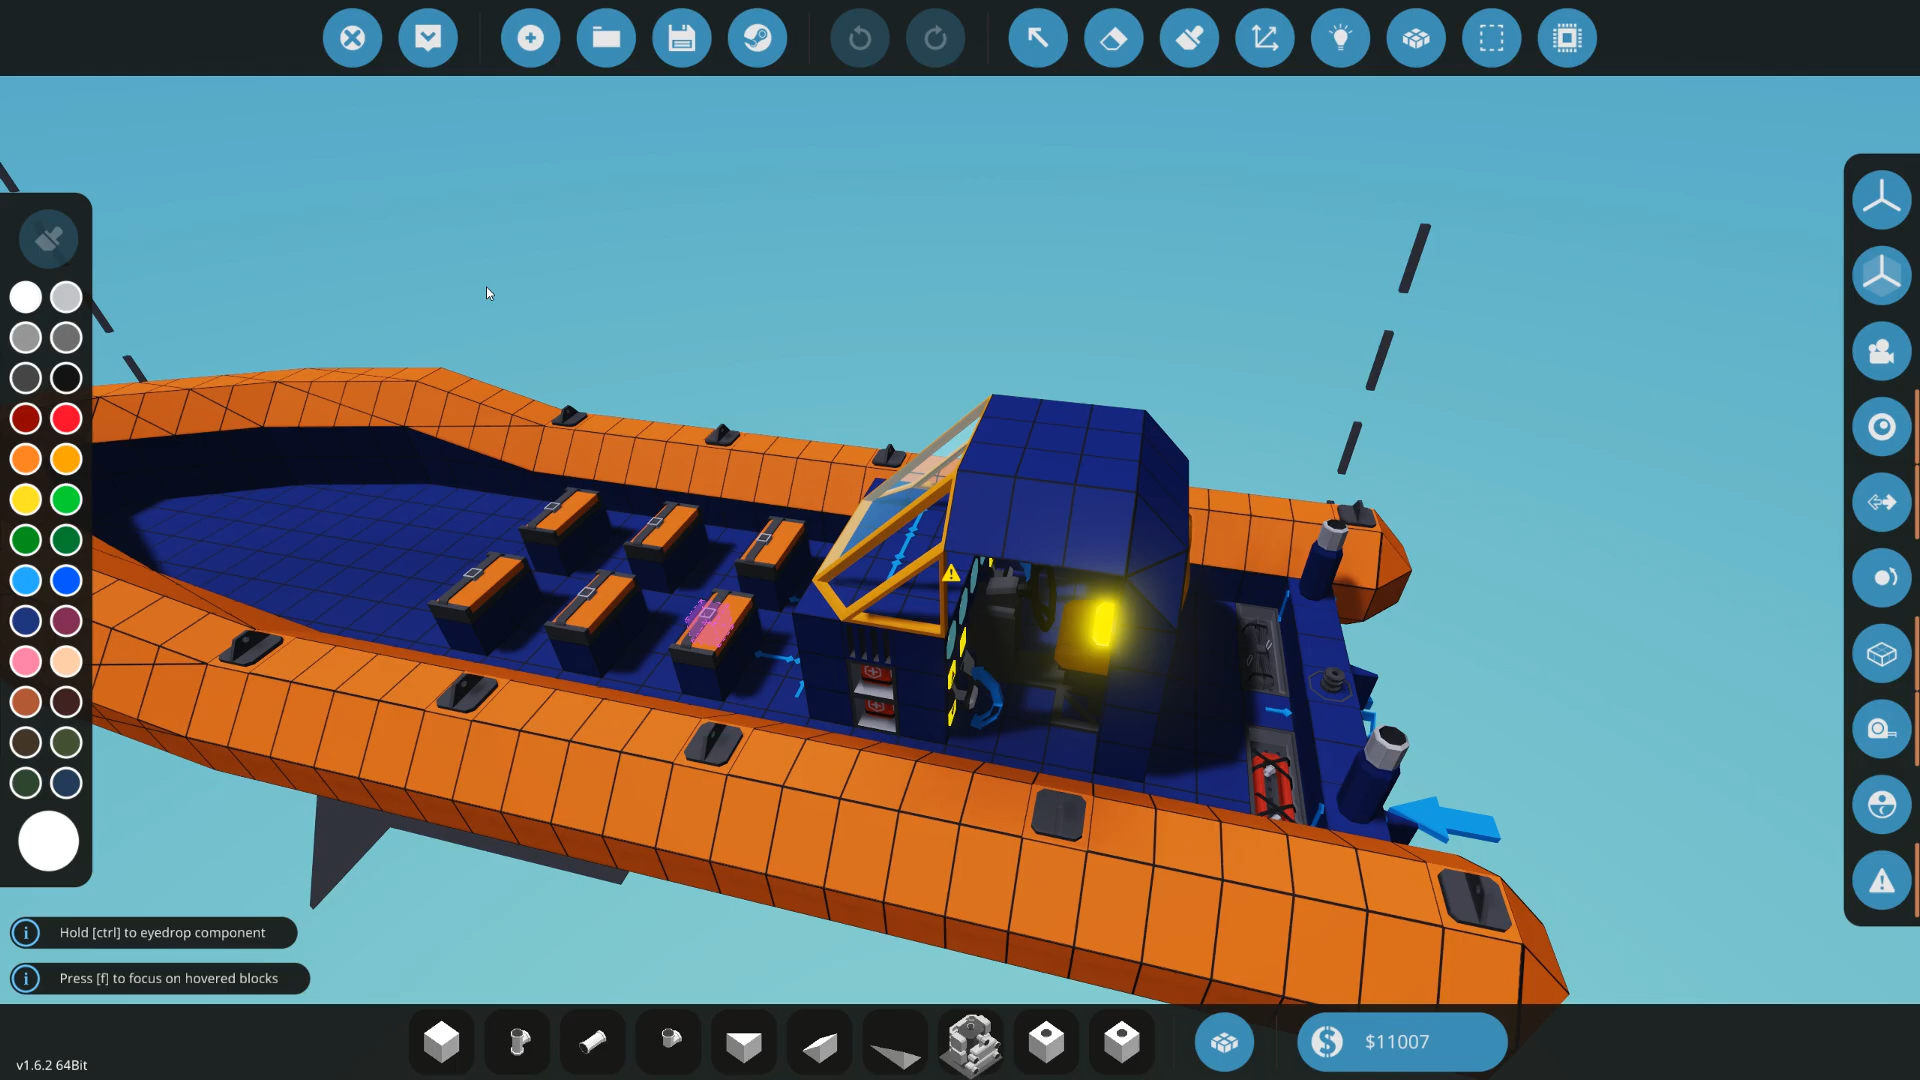 Hold [ctrl] to eyedrop component
Press [f] to focus on hovered blocks
v1.6.2 64Bit
$11007